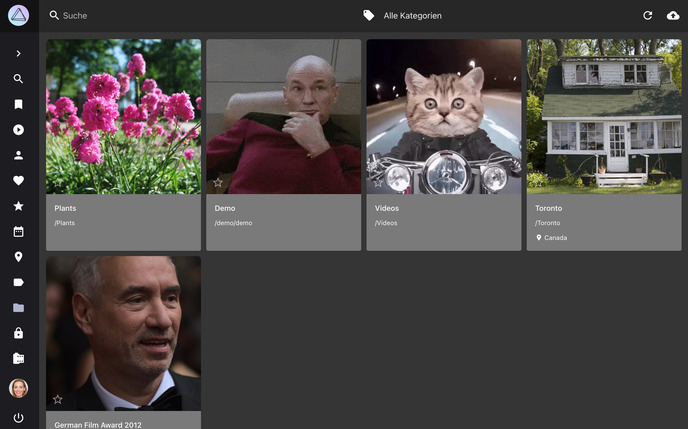 Suche
Alle Kategorien
Plants
/Plants
Demo
/demo/demo
Videos
/Videos
Toronto
/Toronto
Canada
German Film Award 2012